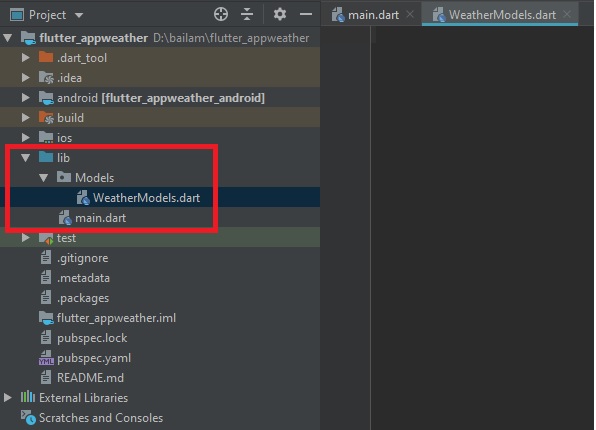 Project
main.dart
WeatherModels.dart
flutter_appweather D:\bailam\flutter_appweather
.dart_tool
.idea
android [flutter_appweather_android]
build
ios
lib
Models
WeatherModels.dart
main.dart
test
.gitignore
.metadata
.packages
flutter_appweather.iml
pubspec.lock
YML
pubspec.yaml
README.md
External Libraries
Scratches and Consoles